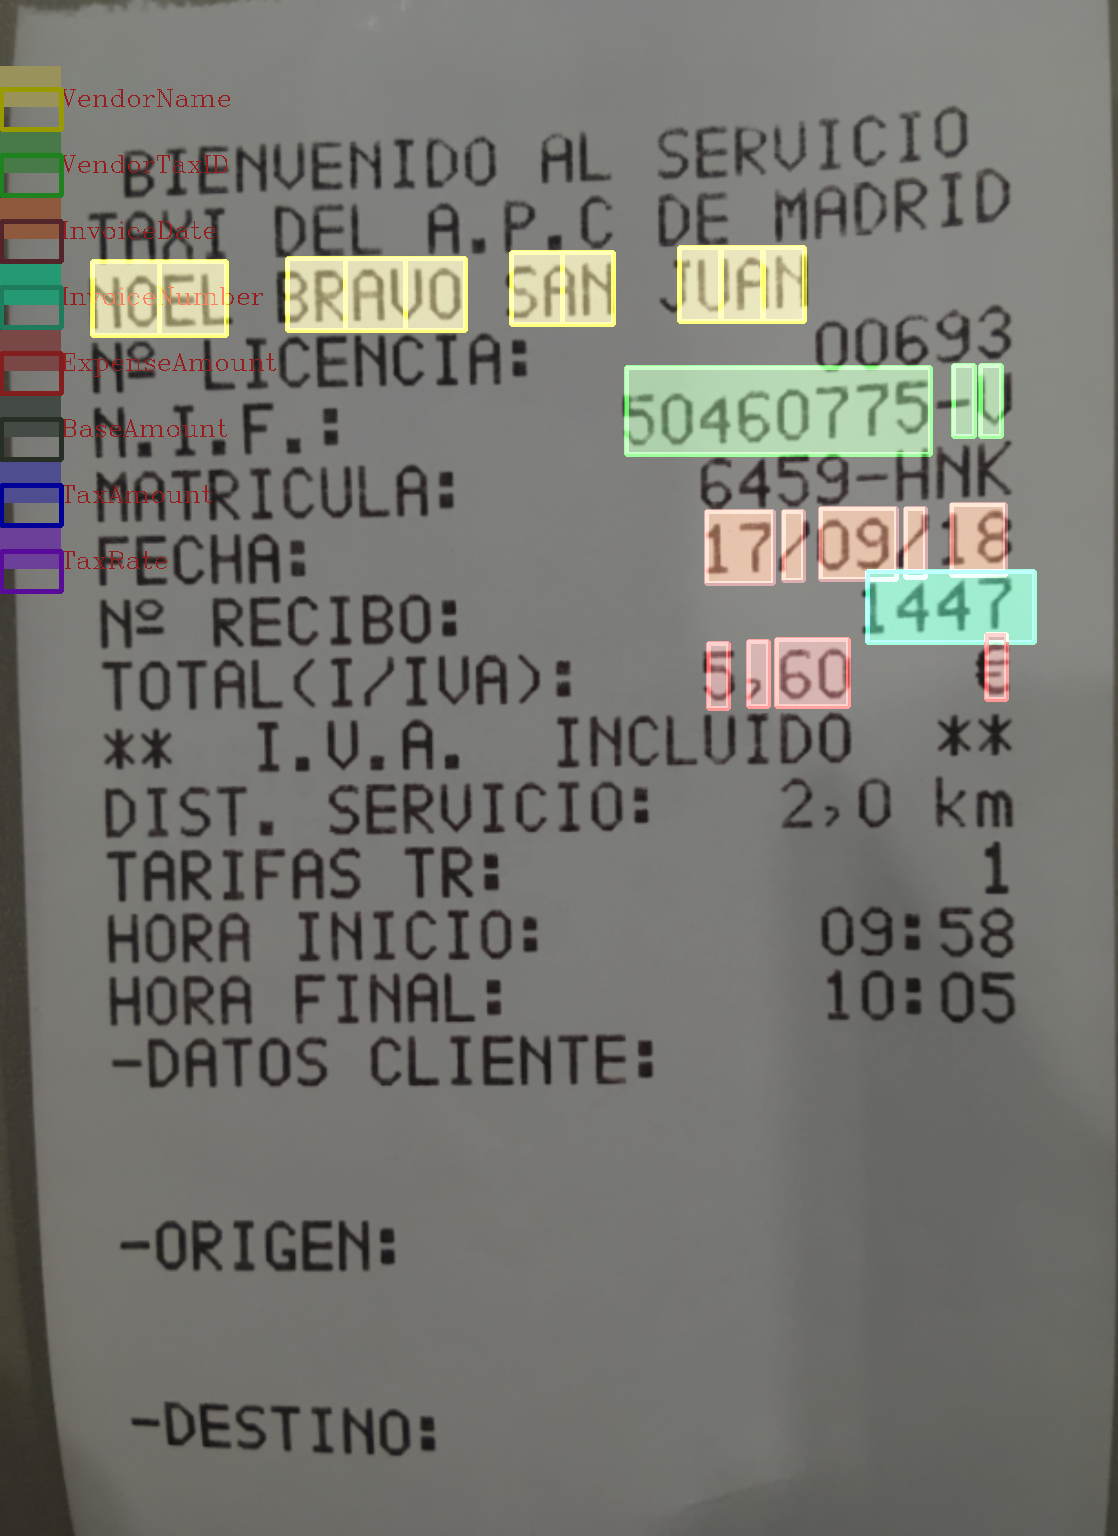 VendorName
VendorTaxID
InvoiceDate
InvoiceNumber
ExpenseAmount
BaseAmount
TaxAmount
TaxRate
BIENVENIDO AL SERVICIO
TAXI DEL A.P.C DE MADRID
NOEL BRAVO SAN JUAN
Nº LICENCIA: 00693
N.I.F.: 50460775-V
MATRICULA: 6459-HNK
FECHA: 17/09/18
Nº RECIBO: 1447
TOTAL(I/IVA): 5,60 €
** I.V.A. INCLUIDO **
DIST. SERVICIO: 2,0 km
TARIFAS TR: 1
HORA INICIO: 09:58
HORA FINAL: 10:05
-DATOS CLIENTE:
-ORIGEN:
-DESTINO: